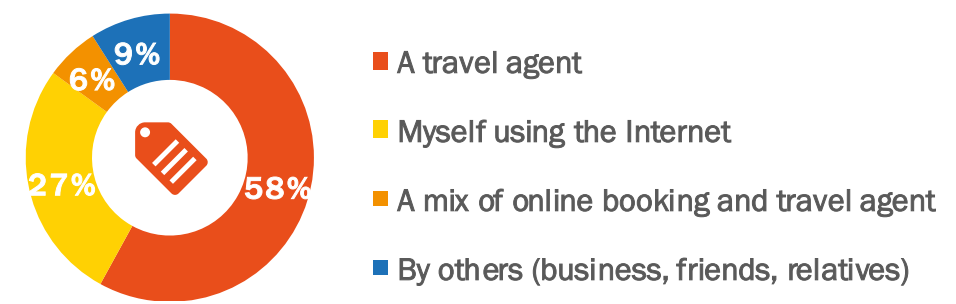 9%
6%
27%
58%
A travel agent
Myself using the Internet
A mix of online booking and travel agent
By others (business, friends, relatives)